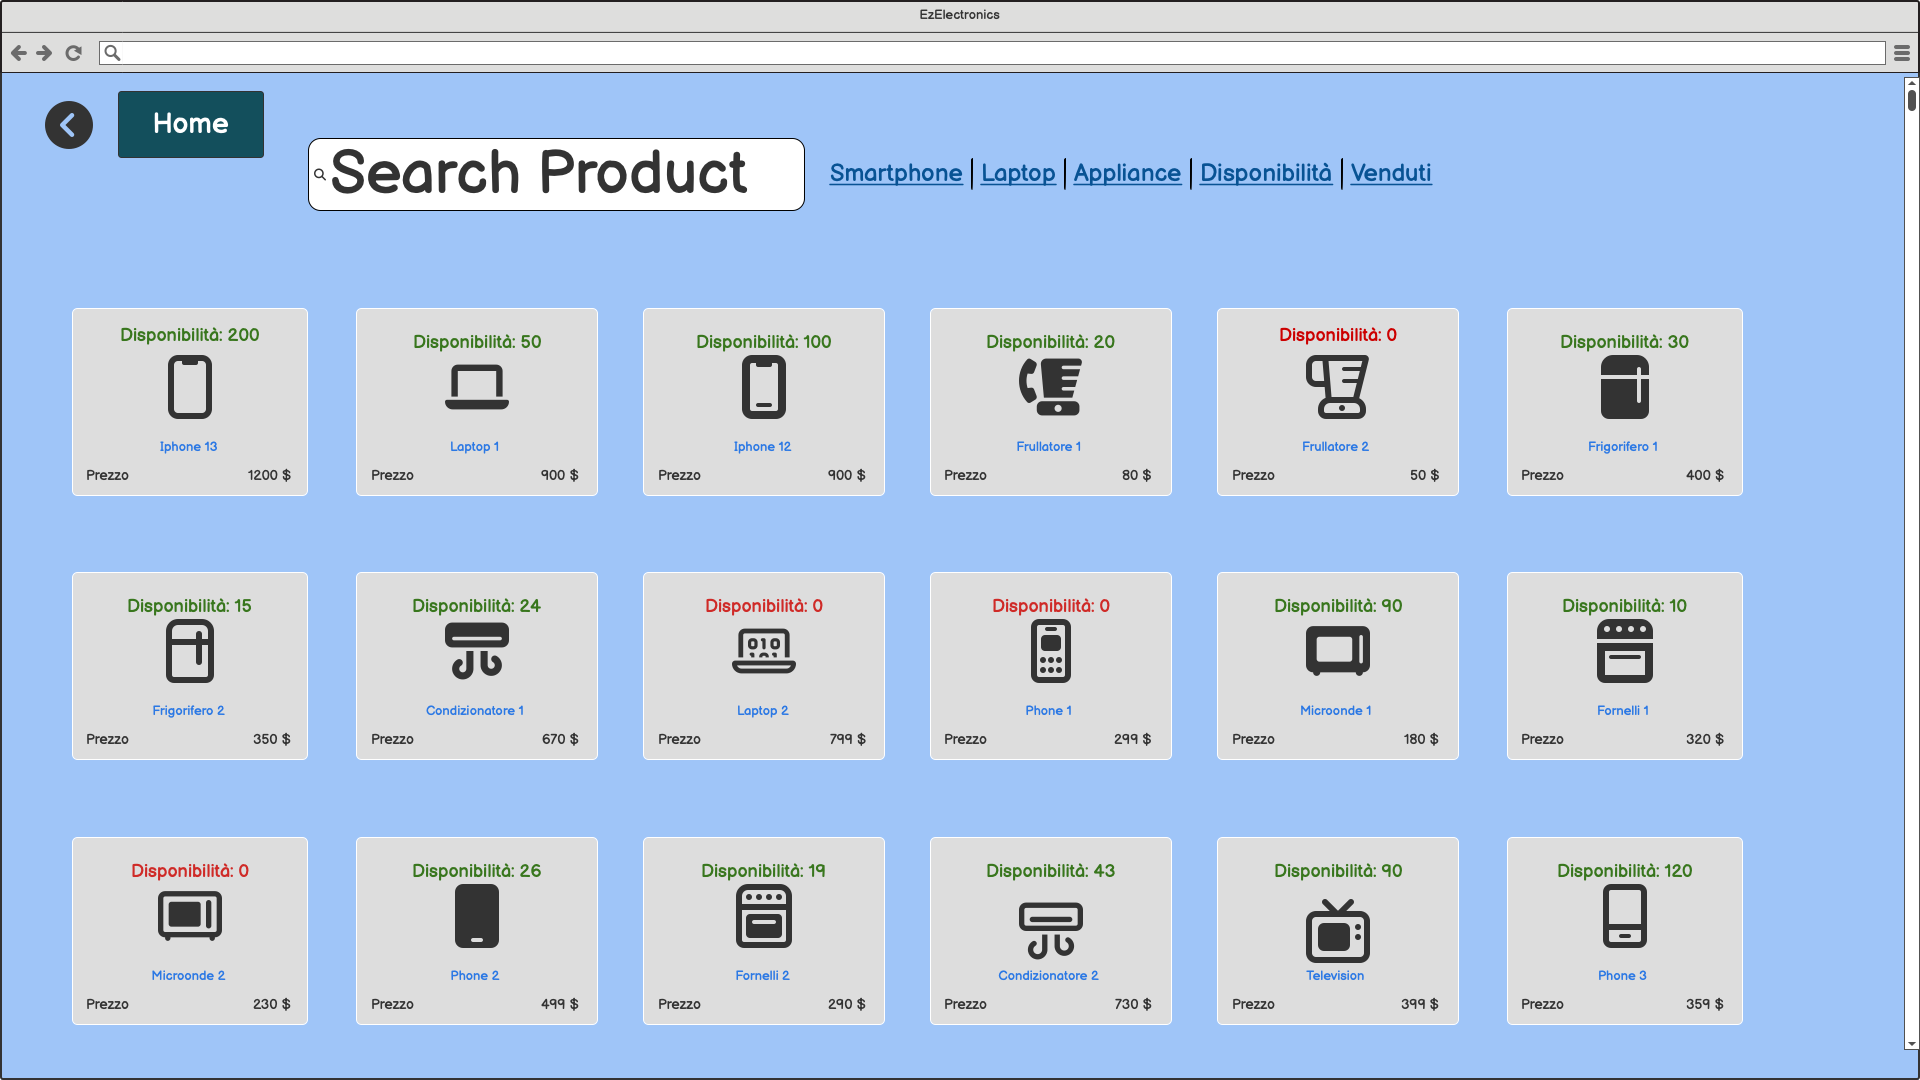 EzElectronics
Home
Search Product
Smartphone | Laptop | Appliance | Disponibilità | Venduti
Disponibilità: 200
Iphone 13
Prezzo 1200 $
Disponibilità: 50
Laptop 1
Prezzo 900 $
Disponibilità: 100
Iphone 12
Prezzo 900 $
Disponibilità: 20
Frullatore 1
Prezzo 80 $
Disponibilità: 0
Frullatore 2
Prezzo 50 $
Disponibilità: 30
Frigorifero 1
Prezzo 400 $
Disponibilità: 15
Frigorifero 2
Prezzo 350 $
Disponibilità: 24
Condizionatore 1
Prezzo 670 $
Disponibilità: 0
010
101
Laptop 2
Prezzo 799 $
Disponibilità: 0
Phone 1
Prezzo 299 $
Disponibilità: 90
Microonde 1
Prezzo 180 $
Disponibilità: 10
Fornelli 1
Prezzo 320 $
Disponibilità: 0
Microonde 2
Prezzo 230 $
Disponibilità: 26
Phone 2
Prezzo 499 $
Disponibilità: 19
Fornelli 2
Prezzo 290 $
Disponibilità: 43
Condizionatore 2
Prezzo 730 $
Disponibilità: 90
Television
Prezzo 399 $
Disponibilità: 120
Phone 3
Prezzo 359 $